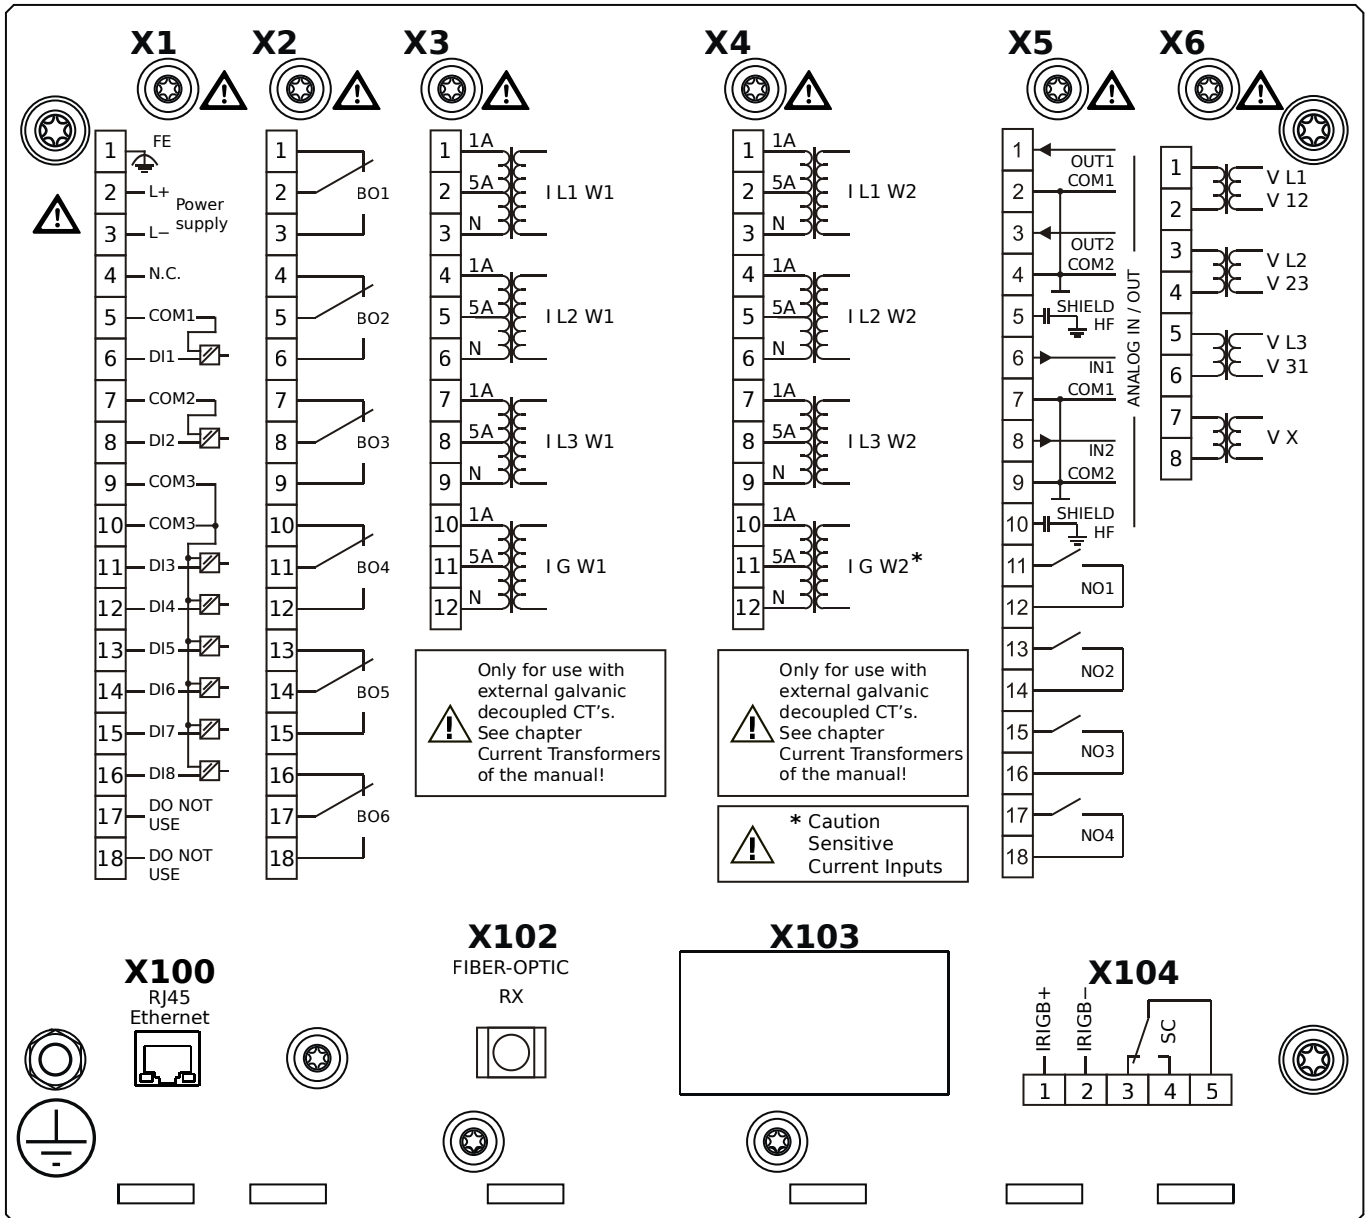 X1
1 FE
2 L+ Power
supply
3 L−
4 N.C.
5 COM1
6 DI1
7 COM2
8 DI2
9 COM3
10 COM3
11 DI3
12 DI4
13 DI5
14 DI6
15 DI7
16 DI8
17 DO NOT
USE
18 DO NOT
USE
X2
1
2 BO1
3
4
5 BO2
6
7
8 BO3
9
10
11 BO4
12
13
14 BO5
15
16
17 BO6
18
X3
1 1A
2 5A I L1 W1
3 N
4 1A
5 5A I L2 W1
6 N
7 1A
8 5A I L3 W1
9 N
10 1A
11 5A I G W1
12 N
Only for use with
external galvanic
decoupled CT's.
See chapter
Current Transformers
of the manual!
X4
1 1A
2 5A I L1 W2
3 N
4 1A
5 5A I L2 W2
6 N
7 1A
8 5A I L3 W2
9 N
10 1A
11 5A I G W2*
12 N
Only for use with
external galvanic
decoupled CT's.
See chapter
Current Transformers
of the manual!
* Caution
Sensitive
Current Inputs
X5
1 OUT1
2 COM1
3 OUT2
4 COM2
5 SHIELD
HF
6 IN1
7 COM1
8 IN2
9 COM2
10 SHIELD
HF
ANALOG IN / OUT
11
NO1
12
13
NO2
14
15
NO3
16
17
NO4
18
X6
1 V L1
2 V 12
3 V L2
4 V 23
5 V L3
6 V 31
7
V X
8
X100
RJ45
Ethernet
X102
FIBER-OPTIC
RX
X103
X104
IRIGB+
IRIGB−
SC
1 2 3 4 5